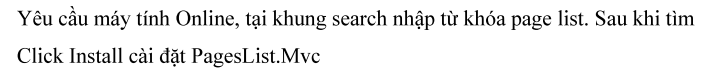 Yêu cầu máy tính Online, tại khung search nhập từ khóa page list. Sau khi tìm
Click Install cài đặt PagesList.Mvc